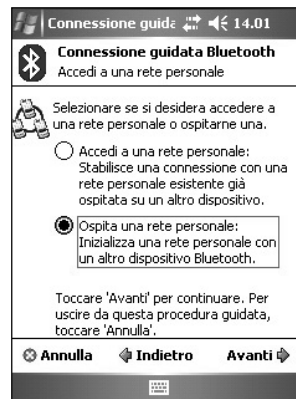 Connessione guida 14.01
Connessione guidata Bluetooth
Accedi a una rete personale
Selezionare se si desidera accedere a
una rete personale o ospitarne una.
Accedi a una rete personale:
Stabilisce una connessione con una
rete personale esistente già
ospitata su un altro dispositivo.
Ospita una rete personale:
Inizializza una rete personale con
un altro dispositivo Bluetooth.
Toccare 'Avanti' per continuare. Per
uscire da questa procedura guidata,
toccare 'Annulla'.
Annulla Indietro Avanti